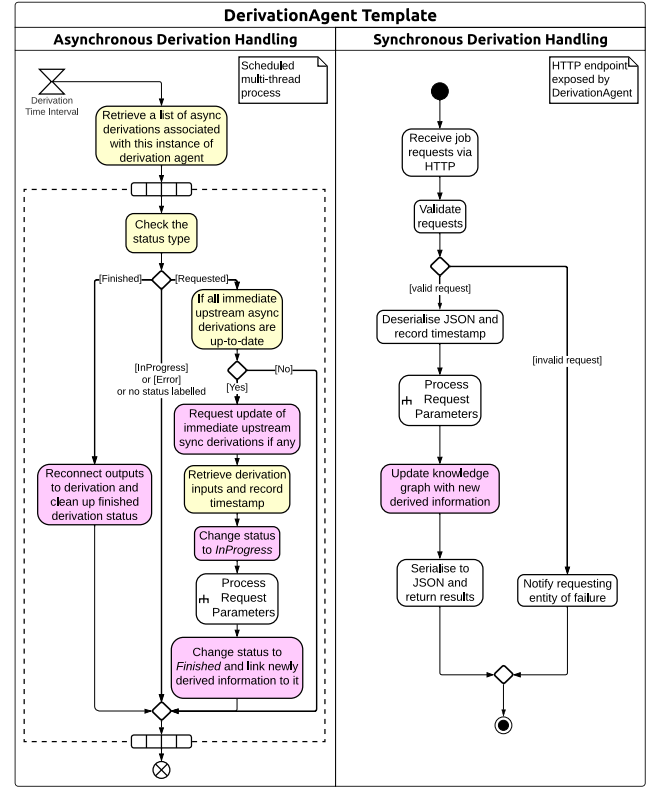 DerivationAgent Template
Asynchronous Derivation Handling
Scheduled
multi-thread
process
Derivation
Time Interval
Retrieve a list of async
derivations associated
with this instance of
derivation agent
Check the
status type
[Finished]
[Requested]
If all immediate
upstream async
derivations are
up-to-date
[InProgress]
or [Error]
or no status labelled
[No]
[Yes]
Request update of
immediate upstream
sync derivations if any
Reconnect outputs
to derivation and
clean up finished
derivation status
Retrieve derivation
inputs and record
timestamp
Change status
to InProgress
Process
Request
Parameters
Change status to
Finished and link newly
derived information to it
Synchronous Derivation Handling
HTTP endpoint
exposed by
DerivationAgent
Receive job
requests via
HTTP
Validate
requests
[valid request]
[invalid request]
Deserialise JSON and
record timestamp
Process
Request
Parameters
Update knowledge
graph with new
derived information
Serialise to
JSON and
return results
Notify requesting
entity of failure